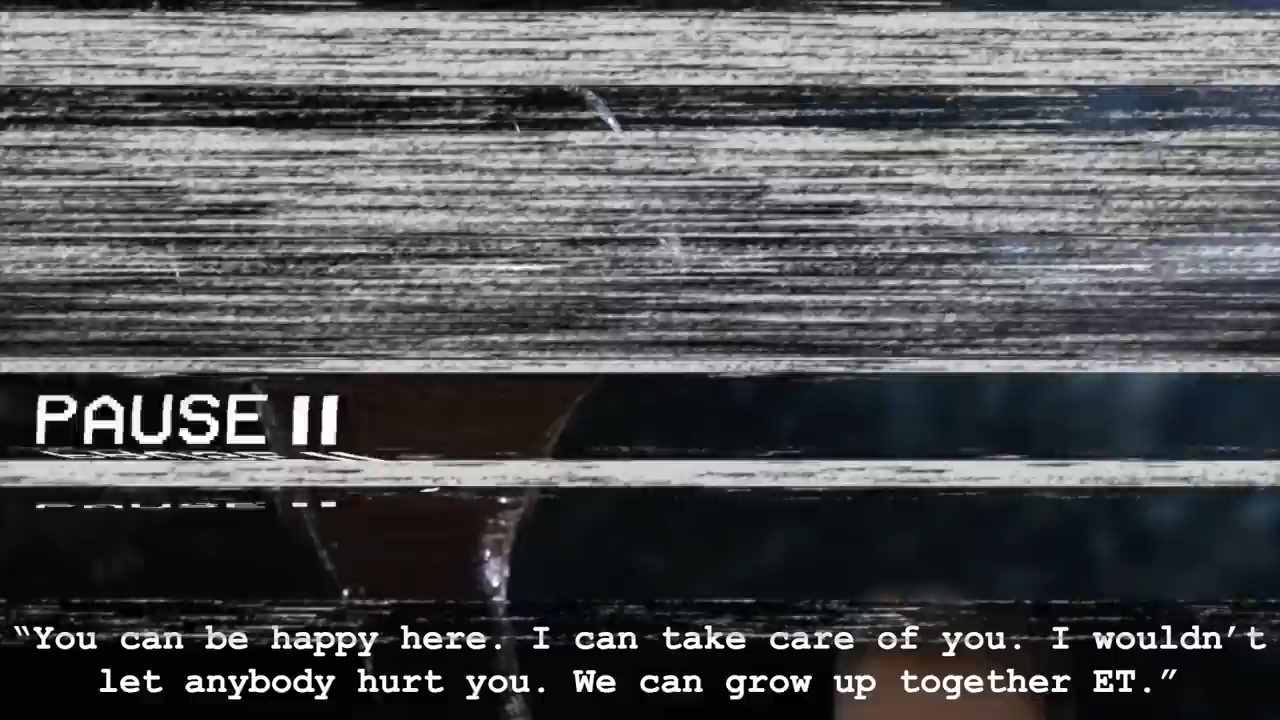 PAUSE
“You can be happy here. I can take care of you. I wouldn’t
let anybody hurt you. We can grow up together ET.”